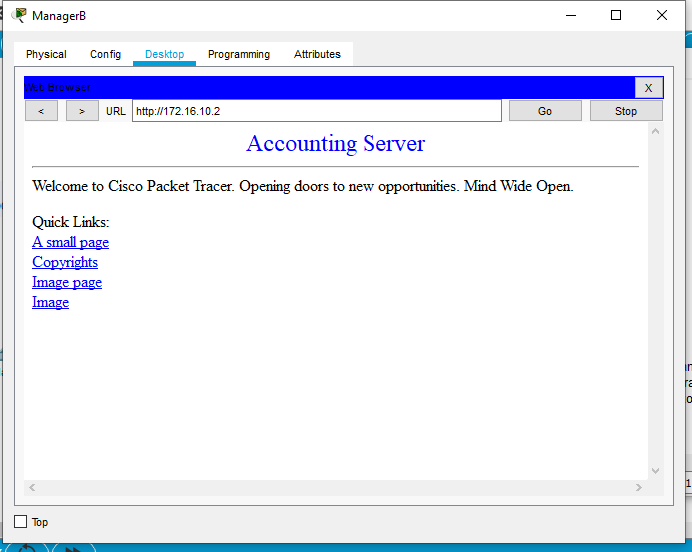 ManagerB
Physical Config Desktop Programming Attributes
Web Browser X
< > URL http://172.16.10.2 Go Stop
Accounting Server
Welcome to Cisco Packet Tracer. Opening doors to new opportunities. Mind Wide Open.
Quick Links:
A small page
Copyrights
Image page
Image
Top